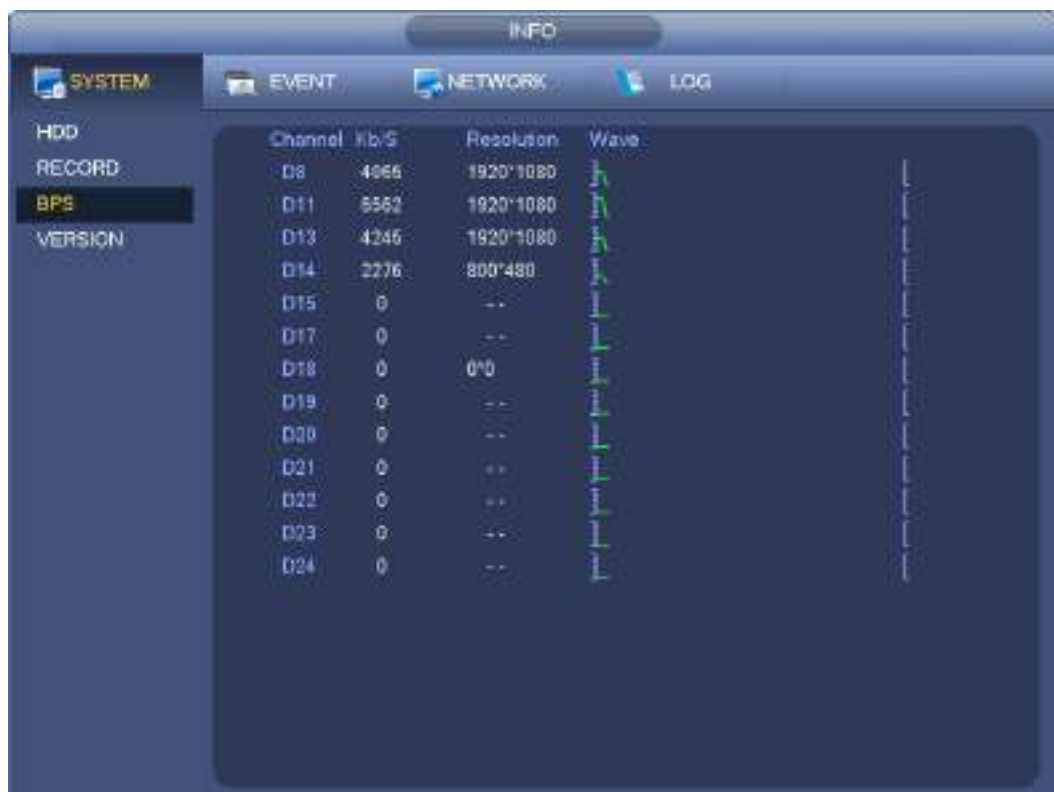 INFO
SYSTEM EVENT NETWORK LOG
HDD
RECORD
BPS
VERSION
Channel Kb/S Resolution Wave
D8 1920*1080
D11 1920*1080
D13 4245 1920*1080
D14 2276 800*480
D15 0 --
D17 0 --
D18 0 0*0
D19 0 --
D20 0 --
D21 0 --
D22 0 --
D23 0 --
D24 0 --